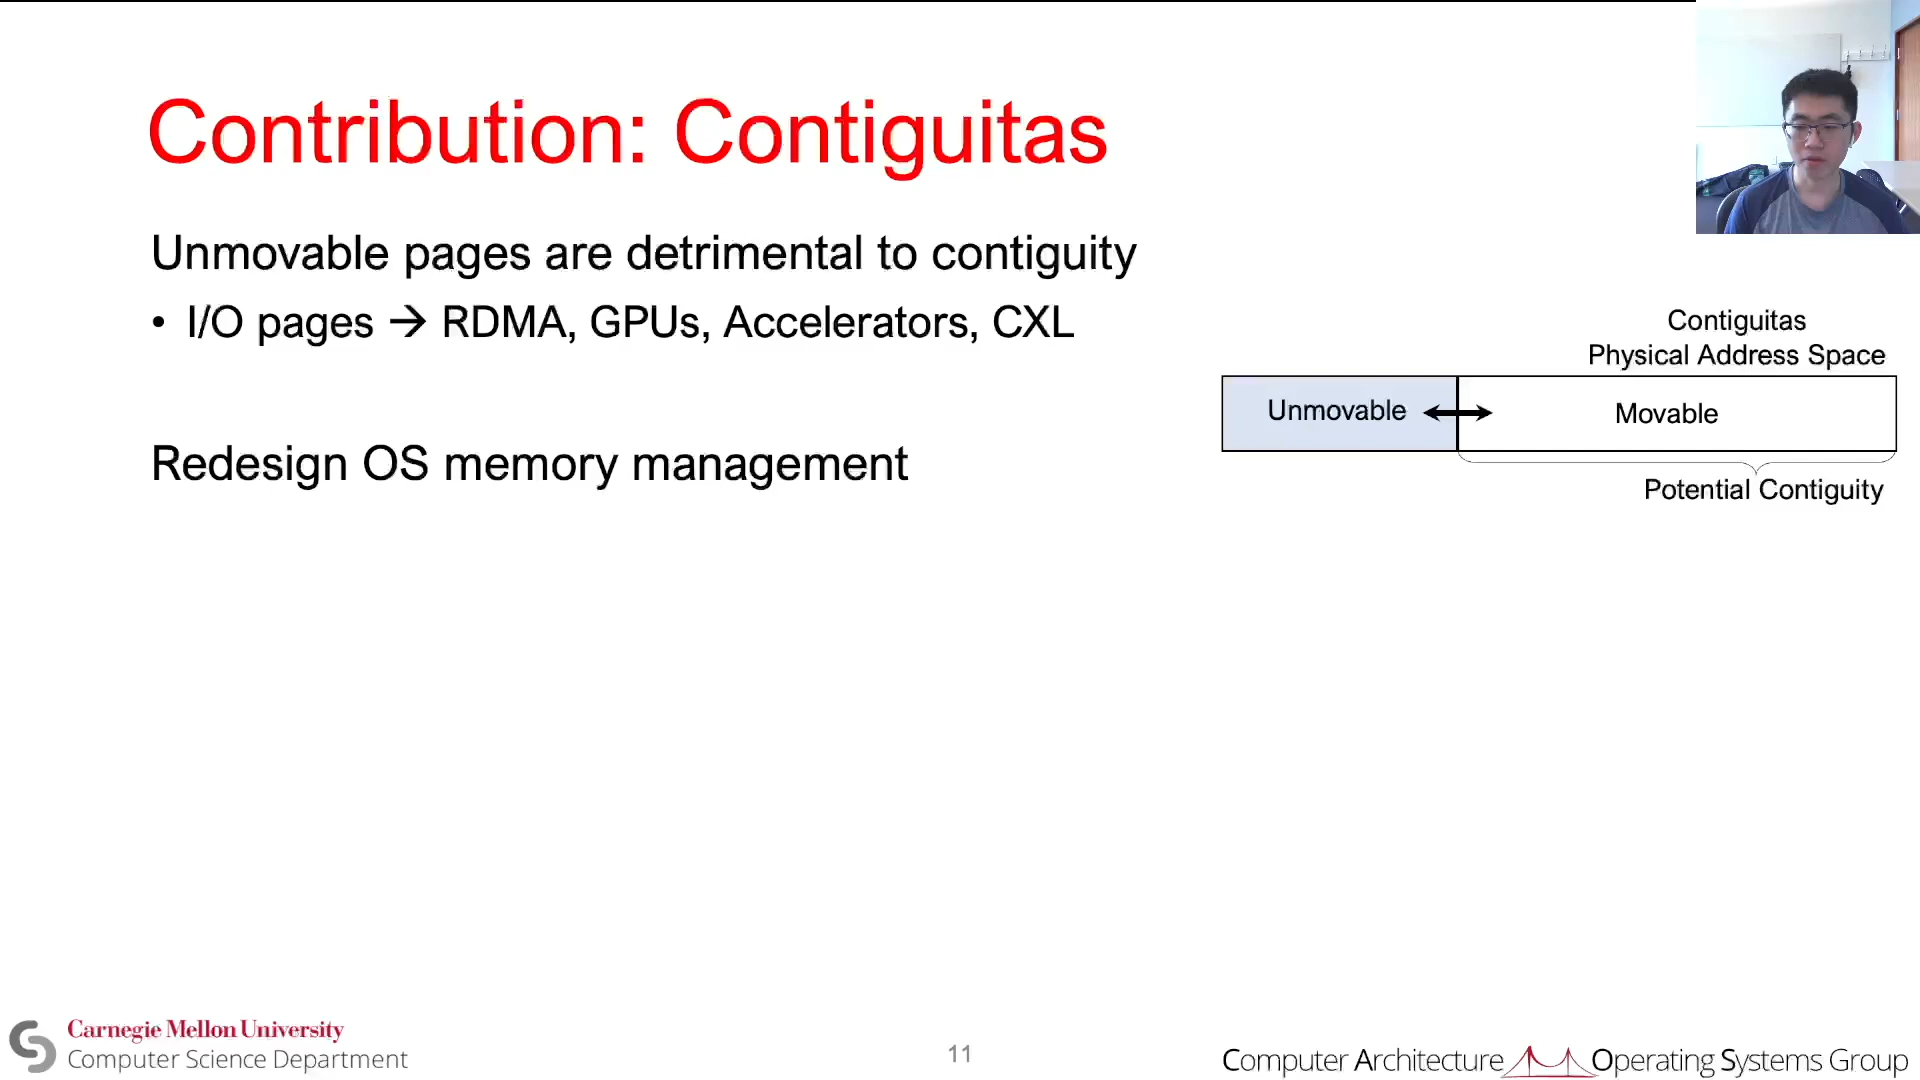 Contribution: Contiguitas
Unmovable pages are detrimental to contiguity
• I/O pages → RDMA, GPUs, Accelerators, CXL
Redesign OS memory management
Contiguitas
Physical Address Space
Unmovable
Movable
Potential Contiguity
Carnegie Mellon University
Computer Science Department
11
Computer Architecture Operating Systems Group